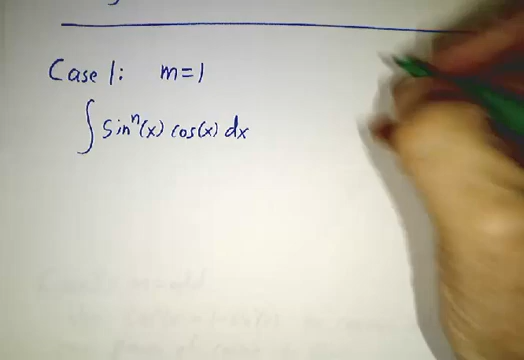 Case 1: m=1
∫ Sinⁿ(x) cos(x) dx